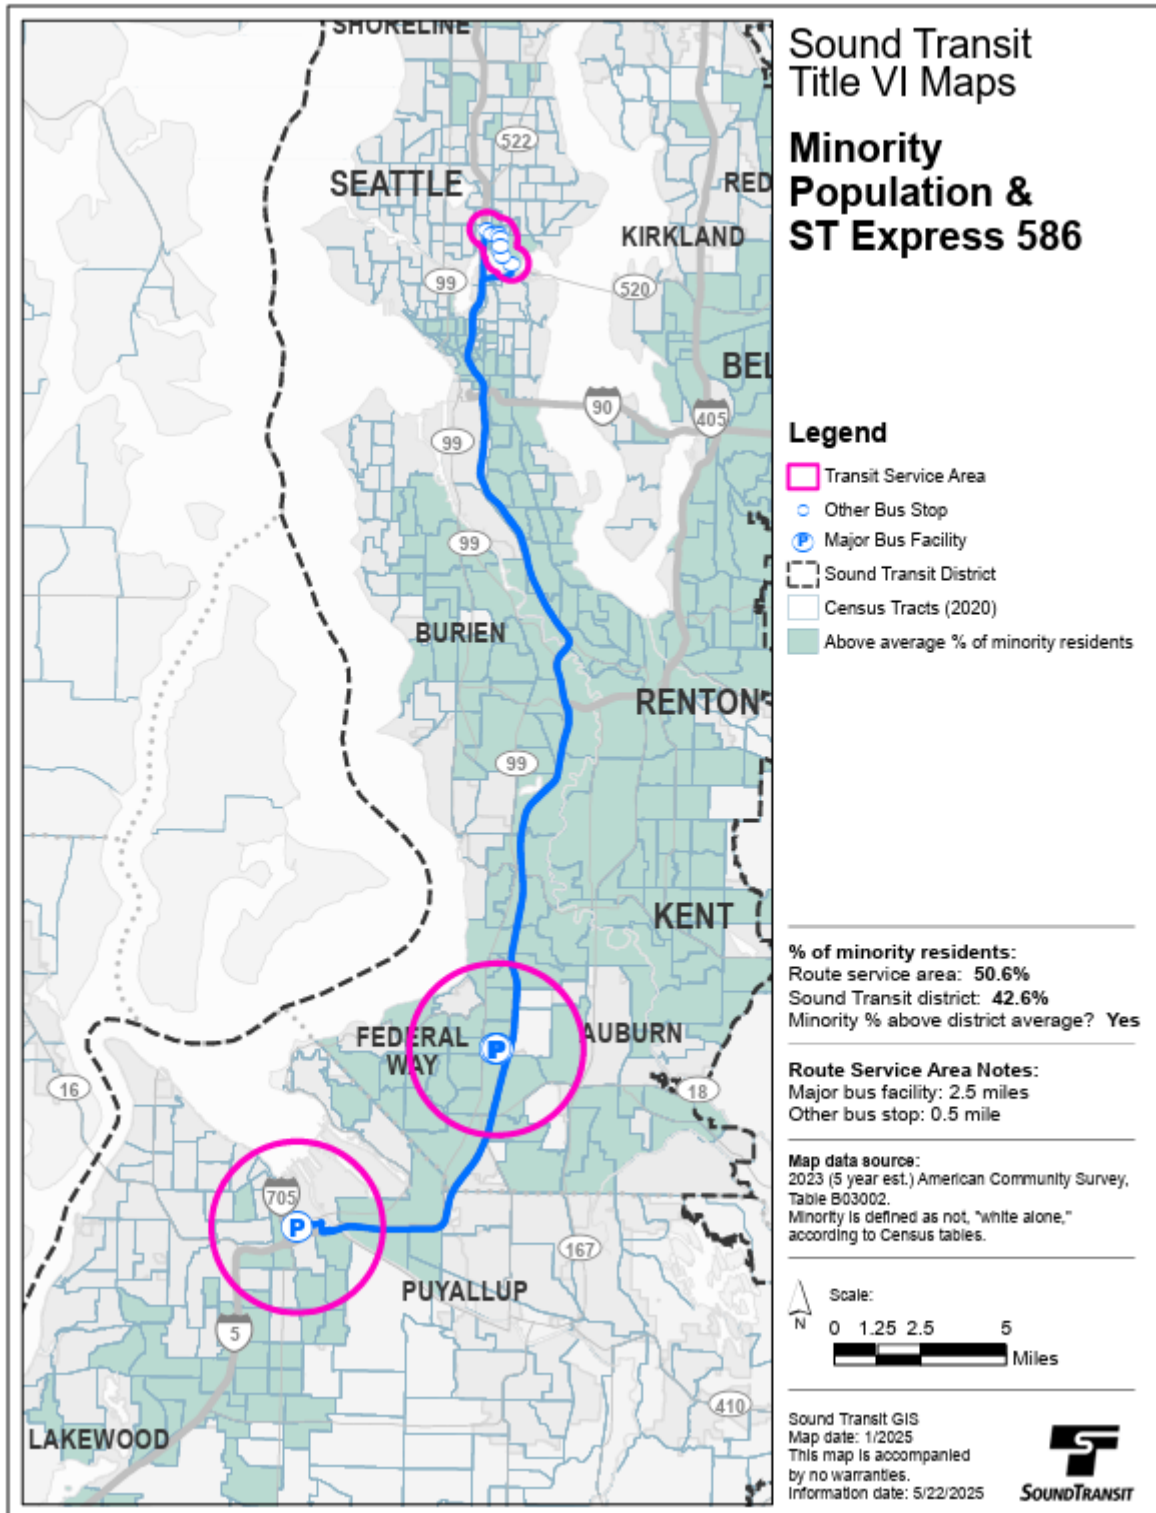 Sound Transit
Title VI Maps
Minority
Population &
ST Express 586
SHORELINE
522
SEATTLE
RED
KIRKLAND
99
520
BEL
90
405
99
99
BURIEN
RENTON
99
KENT
FEDERAL
WAY
P
AUBURN
16
18
705
P
167
PUYALLUP
5
410
LAKEWOOD
Legend
Transit Service Area
Other Bus Stop
P Major Bus Facility
Sound Transit District
Census Tracts (2020)
Above average % of minority residents
% of minority residents:
Route service area: 50.6%
Sound Transit district: 42.6%
Minority % above district average? Yes
Route Service Area Notes:
Major bus facility: 2.5 miles
Other bus stop: 0.5 mile
Map data source:
2023 (5 year est.) American Community Survey,
Table B03002.
Minority is defined as not, "white alone,"
according to Census tables.
N
Scale:
0 1.25 2.5 5
Miles
Sound Transit GIS
Map date: 1/2025
This map is accompanied
by no warranties.
Information date: 5/22/2025
SOUNDTRANSIT